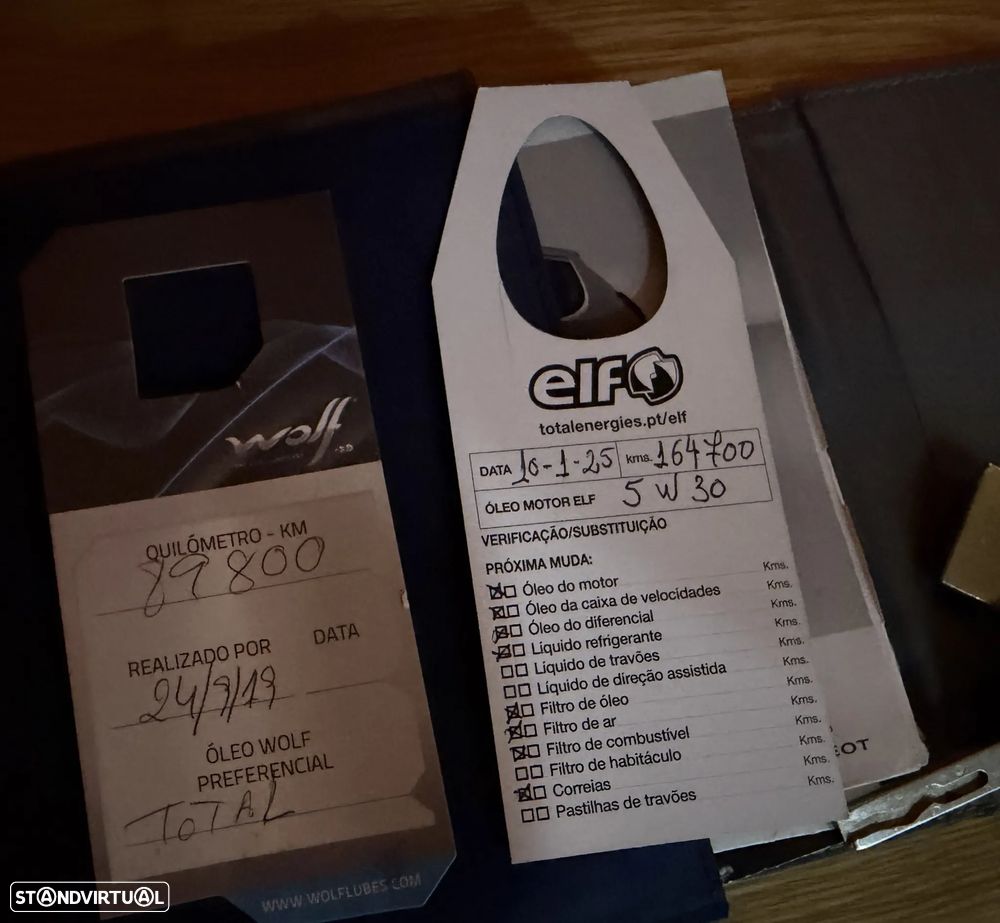 wolf
QUILÓMETRO - KM
89800
REALIZADO POR DATA
24/9/19
ÓLEO WOLF
PREFERENCIAL
TOTAL
WWW.WOLFLUBES.COM
elf
totalenergies.pt/elf
DATA 10-1-25 kms. 164700
ÓLEO MOTOR ELF 5 W 30
VERIFICAÇÃO/SUBSTITUIÇÃO
PRÓXIMA MUDA:
Óleo do motor Kms.
Óleo da caixa de velocidades Kms.
Óleo do diferencial Kms.
Líquido refrigerante Kms.
Líquido de travões Kms.
Líquido de direção assistida Kms.
Filtro de óleo Kms.
Filtro de ar Kms.
Filtro de combustível Kms.
Filtro de habitáculo Kms.
Correias Kms.
Pastilhas de travões Kms.
EOT
STANDVIRTUAL